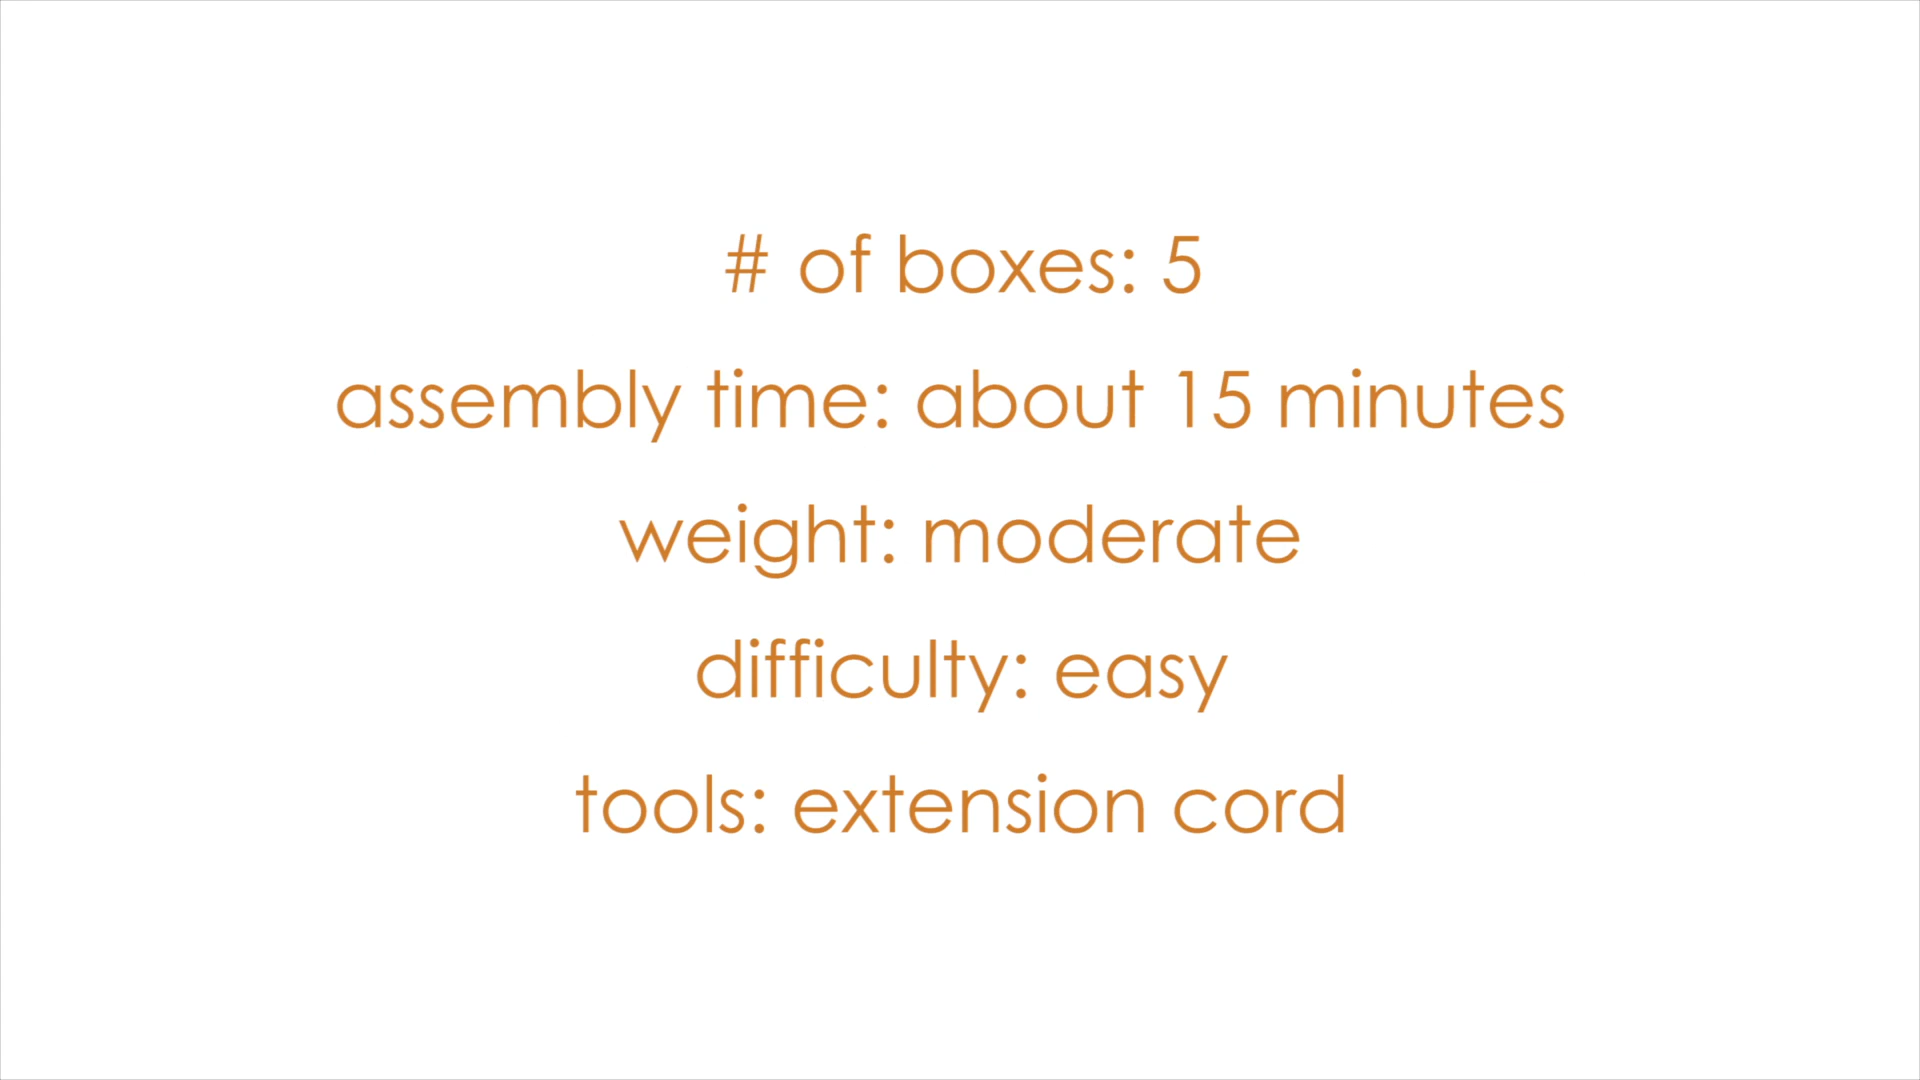 # of boxes: 5
assembly time: about 15 minutes
weight: moderate
difficulty: easy
tools: extension cord